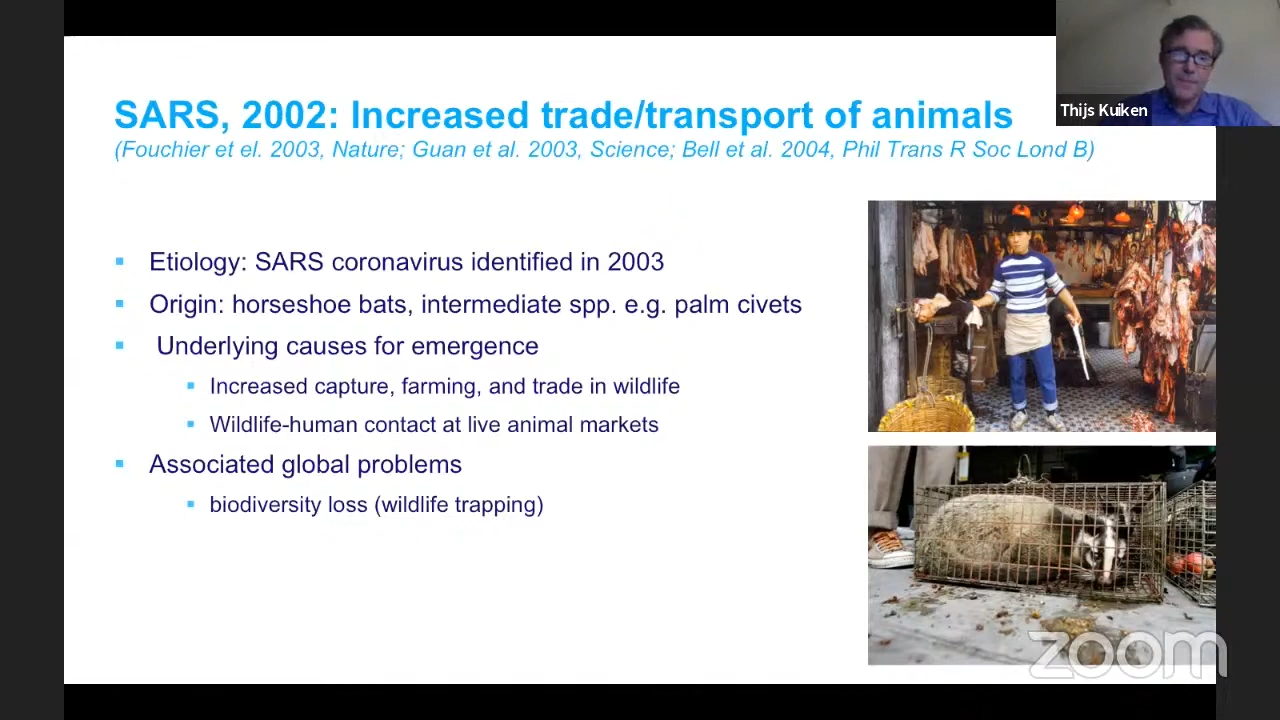 SARS, 2002: Increased trade/transport of animals
(Fouchier et el. 2003, Nature; Guan et al. 2003, Science; Bell et al. 2004, Phil Trans R Soc Lond B)
Thijs Kuiken
Etiology: SARS coronavirus identified in 2003
Origin: horseshoe bats, intermediate spp. e.g. palm civets
Underlying causes for emergence
Increased capture, farming, and trade in wildlife
Wildlife-human contact at live animal markets
Associated global problems
biodiversity loss (wildlife trapping)
zoom